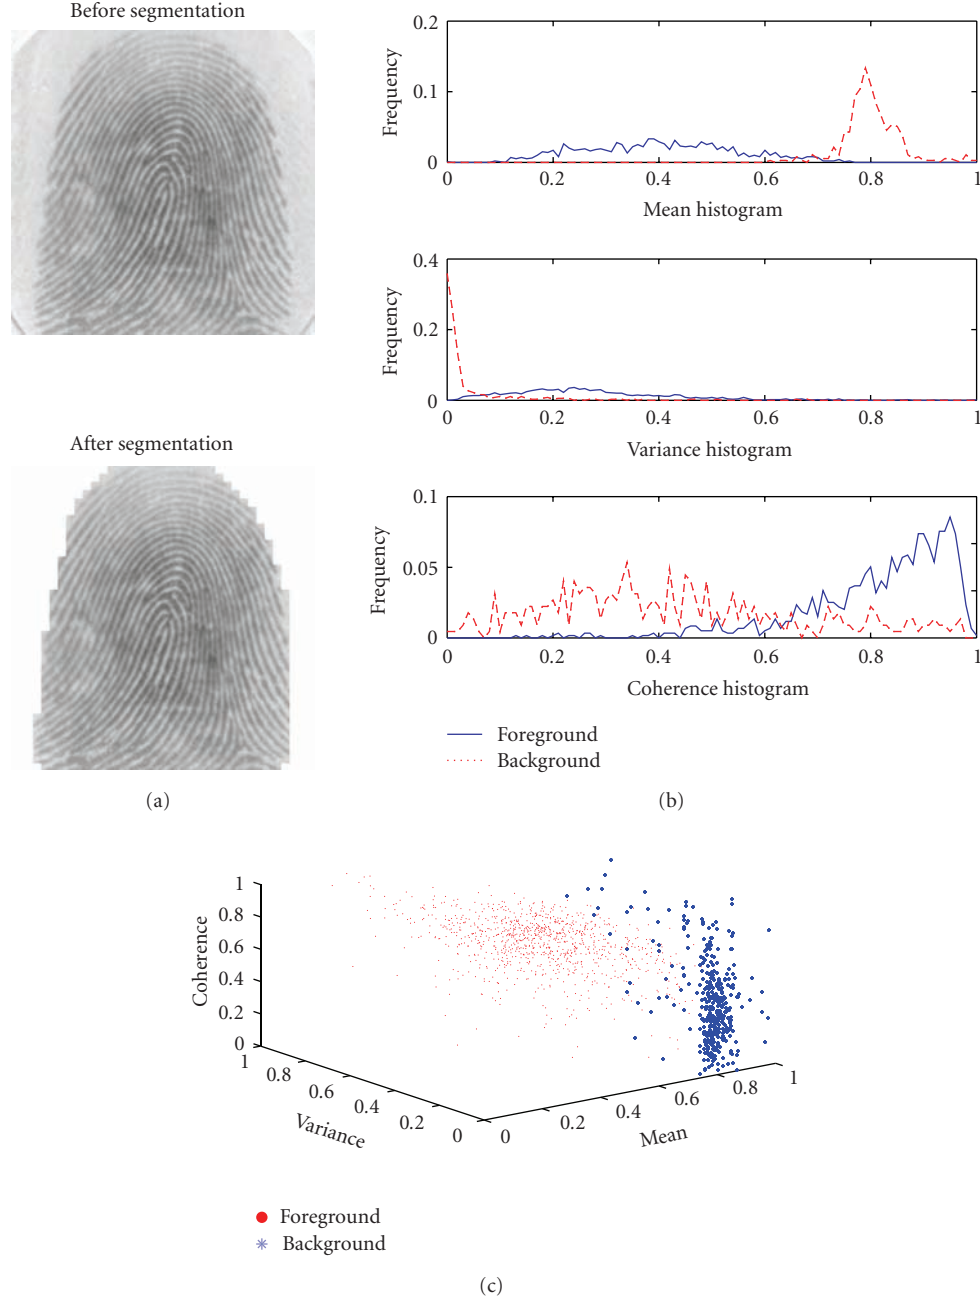 Before segmentation
After segmentation
(a)
0.2
0.1
0
Frequency
0 0.2 0.4 0.6 0.8 1
Mean histogram
0.4
0.2
0
Frequency
0 0.2 0.4 0.6 0.8 1
Variance histogram
0.1
0.05
0
Frequency
0 0.2 0.4 0.6 0.8 1
Coherence histogram
Foreground
Background
(b)
1
0.8
0.6
0.4
0.2
0
Coherence
1 0.8 0.6 0.4 0.2 0
Variance
0 0.2 0.4 0.6 0.8 1
Mean
Foreground
Background
(c)